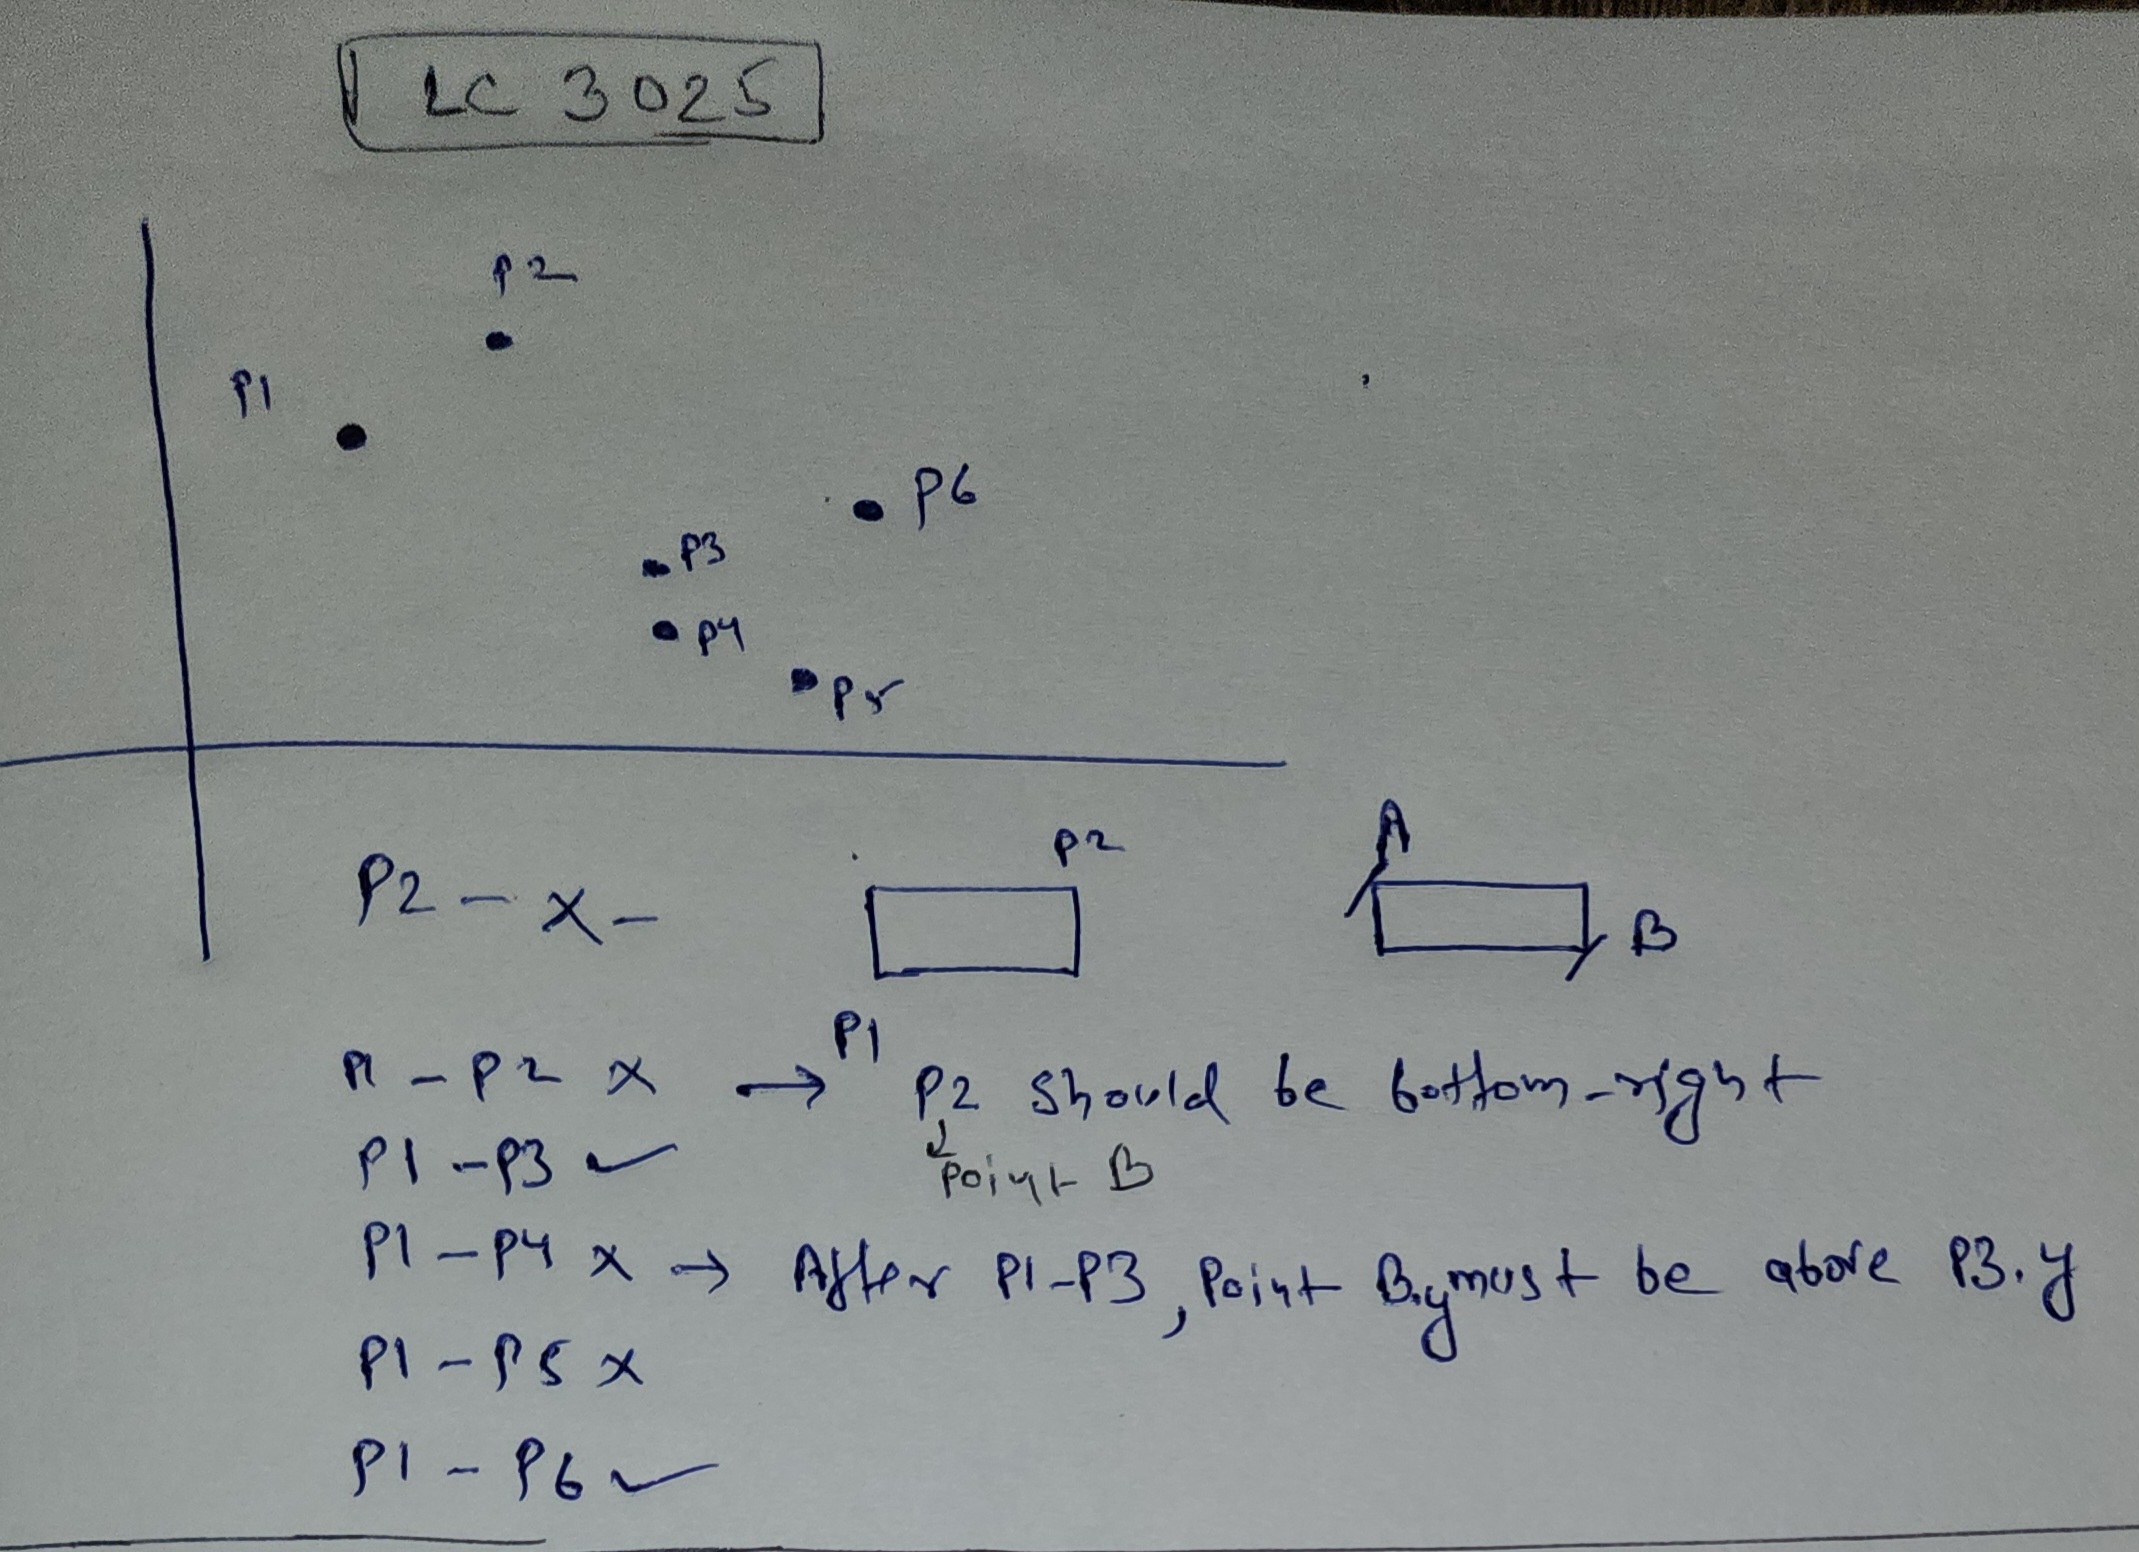 LC 3025
P2
P1
P6
P3
P4
P5
A
P2
P2 - x -
B
P1
P1 - P2 x → P2 should be bottom-right
P1 - P3 ✓ Point B
P1 - P4 x → After P1-P3, Point B.y must be above P3.y
P1 - P5 x
P1 - P6 ✓